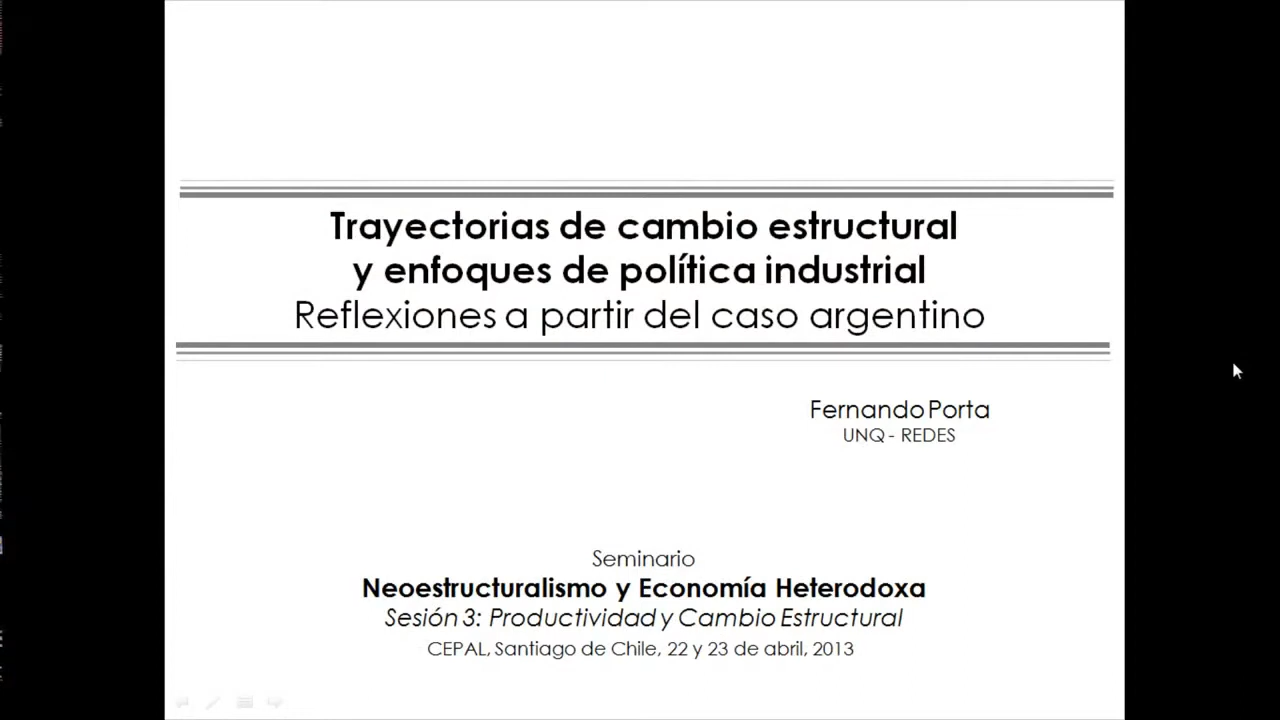 Trayectorias de cambio estructural
y enfoques de política industrial
Reflexiones a partir del caso argentino
Fernando Porta
UNQ - REDES
Seminario
Neoestructuralismo y Economía Heterodoxa
Sesión 3: Productividad y Cambio Estructural
CEPAL, Santiago de Chile, 22 y 23 de abril, 2013